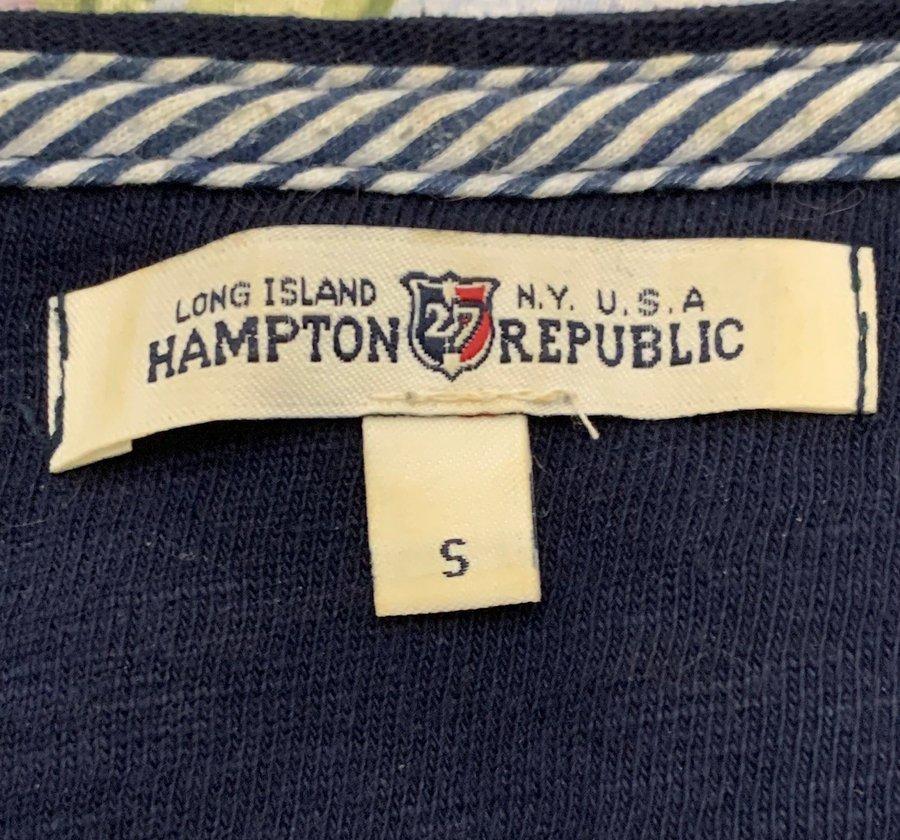 LONG ISLAND N.Y. U.S.A
HAMPTON 27 REPUBLIC
S